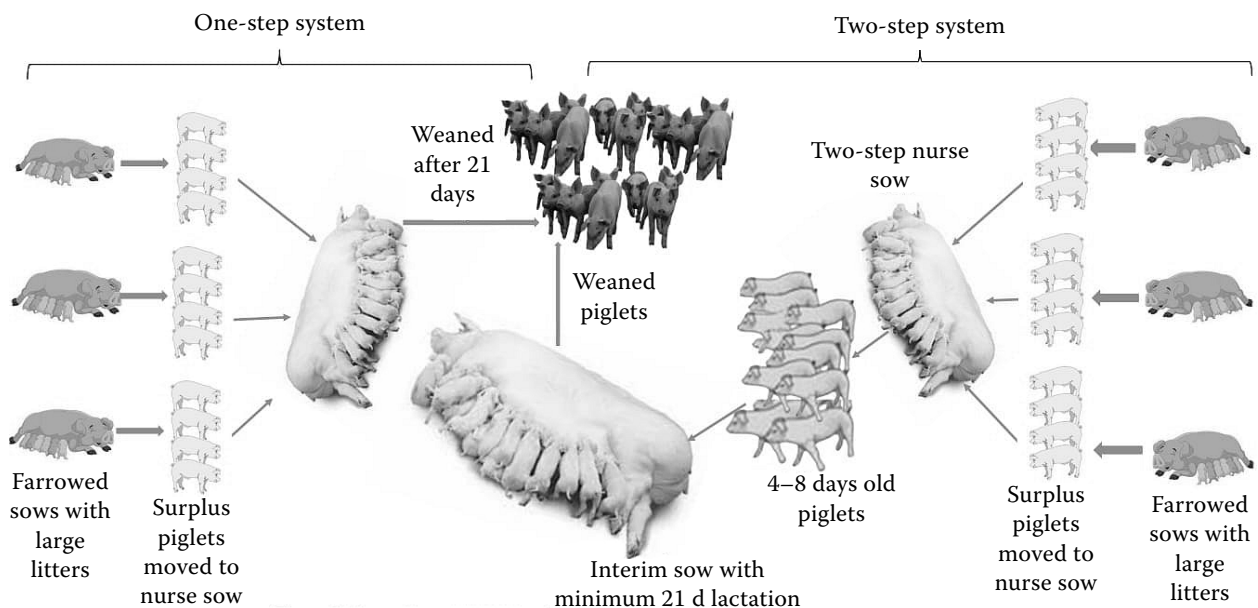 One-step system
Two-step system
Weaned
after 21
days
Two-step nurse
sow
Weaned
piglets
Farrowed
sows with
large
litters
Surplus
piglets
moved to
nurse sow
4–8 days old
piglets
Interim sow with
minimum 21 d lactation
Surplus
piglets
moved to
nurse sow
Farrowed
sows with
large
litters